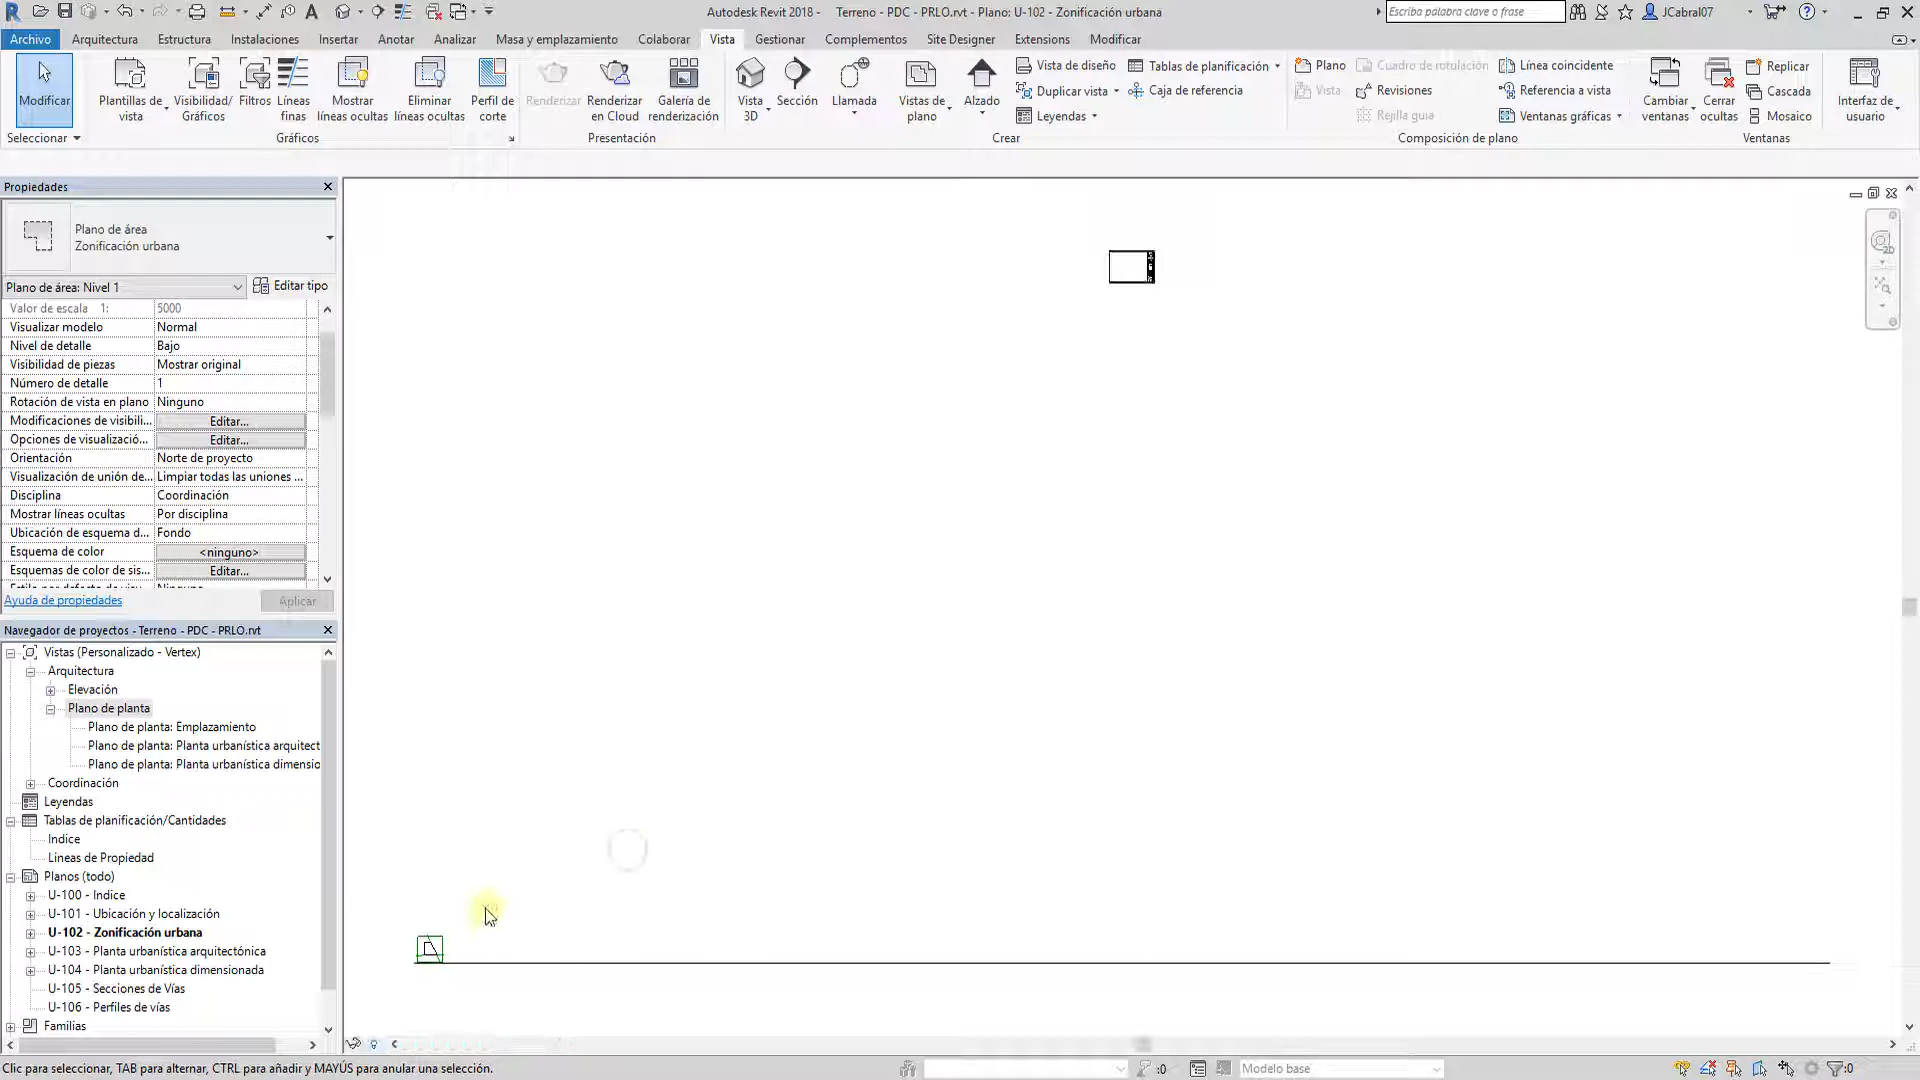 Autodesk Revit 2018 - Terreno - PDC - PRLO.rvt - Plano: U-102 - Zonificación urbana
Escriba palabra clave o frase
JCabral07
Archivo Arquitectura Estructura Instalaciones Insertar Anotar Analizar Masa y emplazamiento Colaborar Vista Gestionar Complementos Site Designer Extensions Modificar
Modificar
Plantillas de vista
Visibilidad/ Gráficos
Filtros
Líneas finas
Mostrar líneas ocultas
Eliminar líneas ocultas
Perfil de corte
Renderizar
Renderizar en Cloud
Galería de renderización
Vista 3D
Sección
Llamada
Vistas de plano
Alzado
Vista de diseño
Duplicar vista
Leyendas
Tablas de planificación
Caja de referencia
Plano
Vista
Cuadro de rotulación
Revisiones
Rejilla guía
Línea coincidente
Referencia a vista
Ventanas gráficas
Cambiar ventanas
Cerrar ocultas
Replicar
Cascada
Mosaico
Interfaz de usuario
Seleccionar Gráficos Presentación Crear Composición de plano Ventanas
Propiedades
Plano de área
Zonificación urbana
Plano de área: Nivel 1 Editar tipo
Valor de escala 1: 5000
Visualizar modelo Normal
Nivel de detalle Bajo
Visibilidad de piezas Mostrar original
Número de detalle 1
Rotación de vista en plano Ninguno
Modificaciones de visibili... Editar...
Opciones de visualizació... Editar...
Orientación Norte de proyecto
Visualización de unión de... Limpiar todas las uniones ...
Disciplina Coordinación
Mostrar líneas ocultas Por disciplina
Ubicación de esquema d... Fondo
Esquema de color <ninguno>
Esquemas de color de sis... Editar...
Ayuda de propiedades Aplicar
Navegador de proyectos - Terreno - PDC - PRLO.rvt
Vistas (Personalizado - Vertex)
Arquitectura
Elevación
Plano de planta
Plano de planta: Emplazamiento
Plano de planta: Planta urbanística arquitect
Plano de planta: Planta urbanística dimensio
Coordinación
Leyendas
Tablas de planificación/Cantidades
Indice
Lineas de Propiedad
Planos (todo)
U-100 - Indice
U-101 - Ubicación y localización
U-102 - Zonificación urbana
U-103 - Planta urbanística arquitectónica
U-104 - Planta urbanística dimensionada
U-105 - Secciones de Vías
U-106 - Perfiles de vías
Familias
Clic para seleccionar, TAB para alternar, CTRL para añadir y MAYÚS para anular una selección.
:0
Modelo base
:0